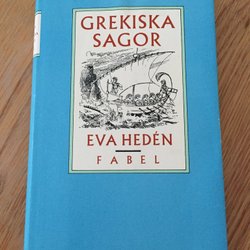 GREKISKA
SAGOR
EVA HEDÉN
FABEL